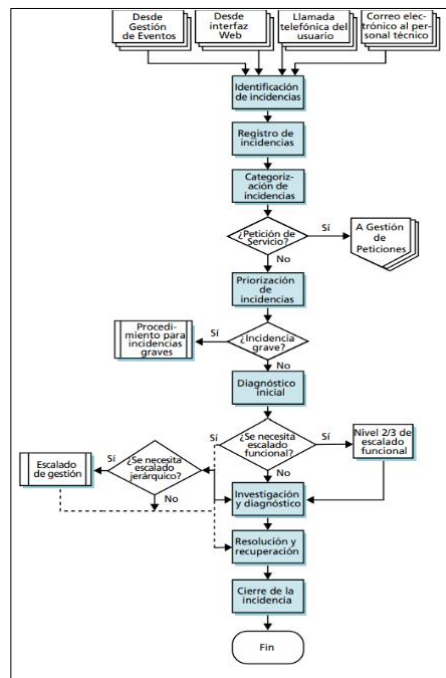 Desde
Gestión
de Eventos
Desde
interfaz
Web
Llamada
telefónica del
usuario
Correo elec-
trónico al per-
sonal técnico
Identificación
de incidencias
Registro de
incidencias
Categoriz-
ación de
incidencias
¿Petición de
Servicio?
Sí
A Gestión
de
Peticiones
No
Priorización
de
incidencias
Procedi-
miento para
incidencias
graves
Sí
¿Incidencia
grave?
No
Diagnóstico
inicial
Sí
¿Se necesita
escalado
funcional?
Sí
Nivel 2/3 de
escalado
funcional
No
Escalado
de gestión
Sí
¿Se necesita
escalado
jerárquico?
No
Investigación
y diagnóstico
Resolución y
recuperación
Cierre de la
incidencia
Fin